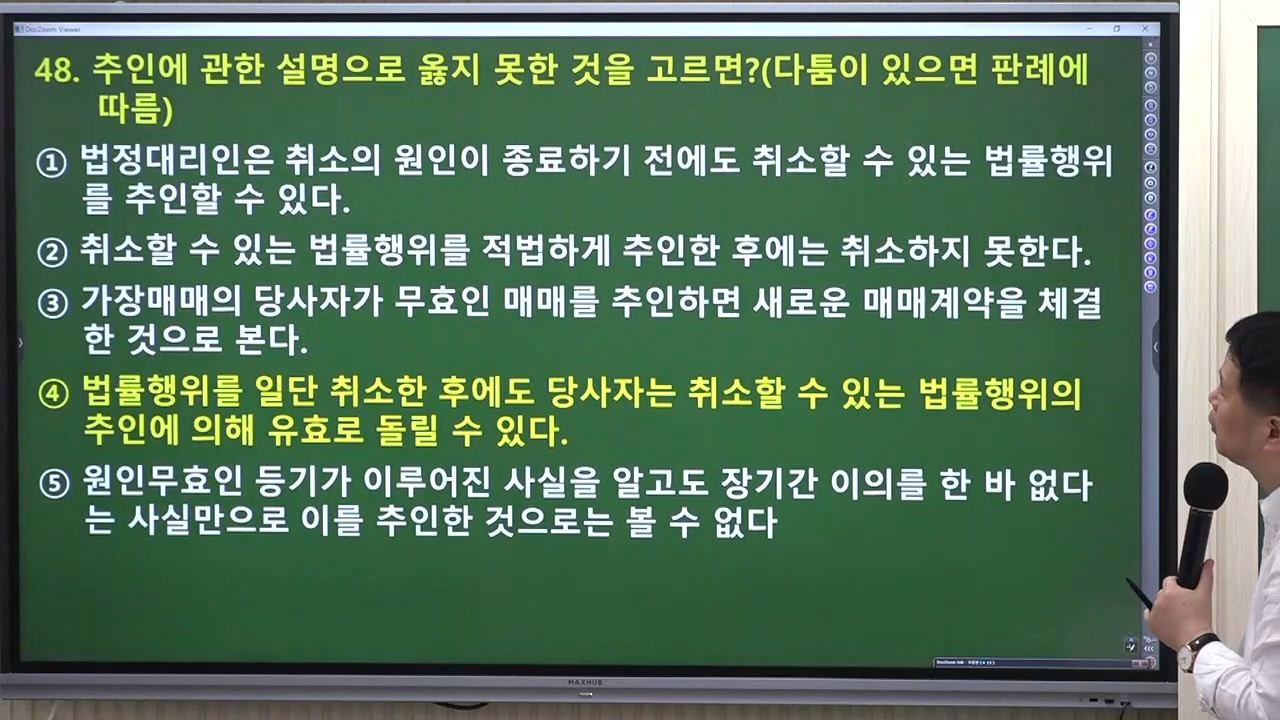 DocZoom Viewer
48. 추인에 관한 설명으로 옳지 못한 것을 고르면?(다툼이 있으면 판례에
따름)
① 법정대리인은 취소의 원인이 종료하기 전에도 취소할 수 있는 법률행위
를 추인할 수 있다.
② 취소할 수 있는 법률행위를 적법하게 추인한 후에는 취소하지 못한다.
③ 가장매매의 당사자가 무효인 매매를 추인하면 새로운 매매계약을 체결
한 것으로 본다.
④ 법률행위를 일단 취소한 후에도 당사자는 취소할 수 있는 법률행위의
추인에 의해 유효로 돌릴 수 있다.
⑤ 원인무효인 등기가 이루어진 사실을 알고도 장기간 이의를 한 바 없다
는 사실만으로 이를 추인한 것으로는 볼 수 없다
MAXHUB